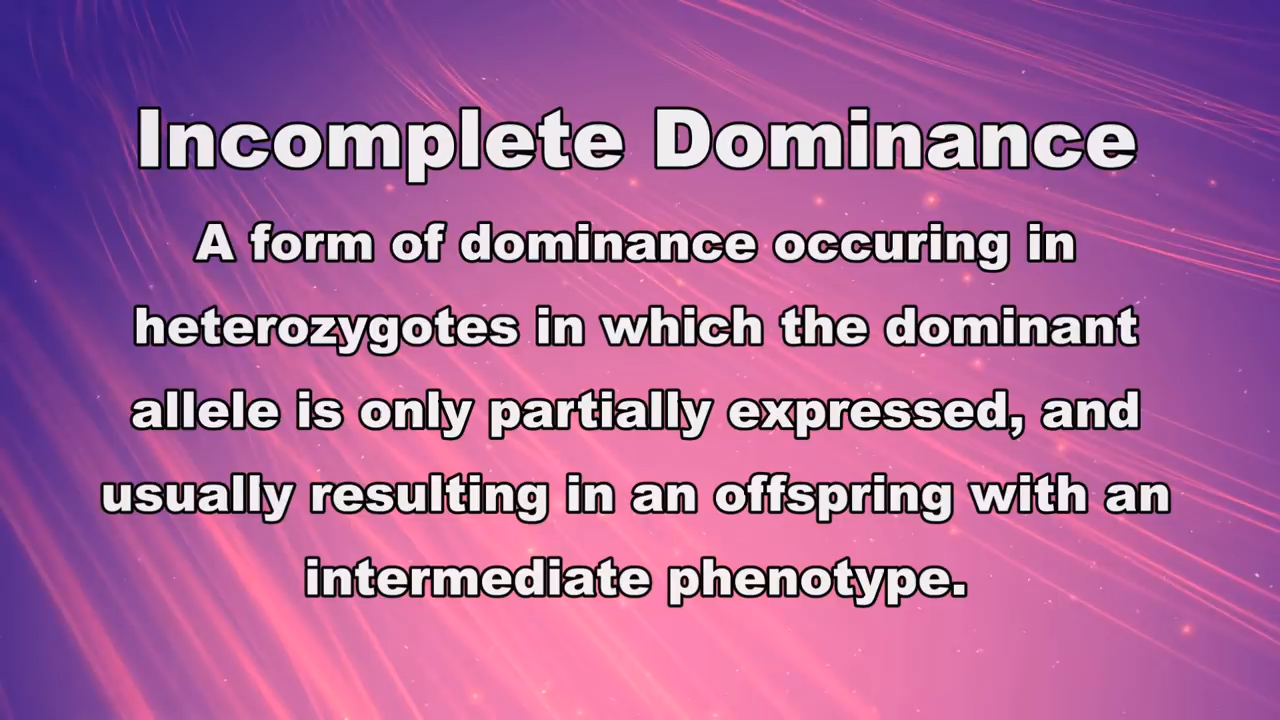 Incomplete Dominance
A form of dominance occuring in
heterozygotes in which the dominant
allele is only partially expressed, and
usually resulting in an offspring with an
intermediate phenotype.